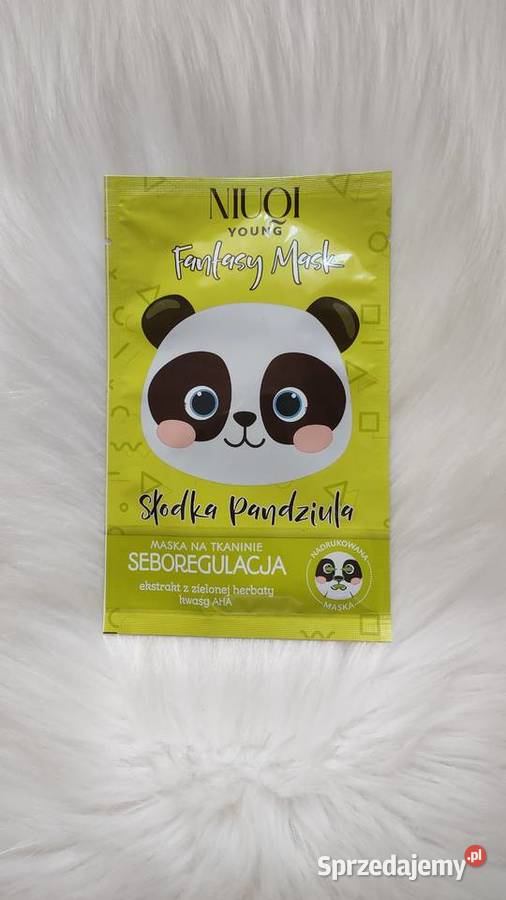 NIUQI
YOUNG
Fantasy Mask
Słodka Pandziula
MASKA NA TKANINIE
SEBOREGULACJA
ekstrakt z zielonej herbaty
kwasy AHA
NADRUKOWANA
MASKA
Sprzedajemy.pl